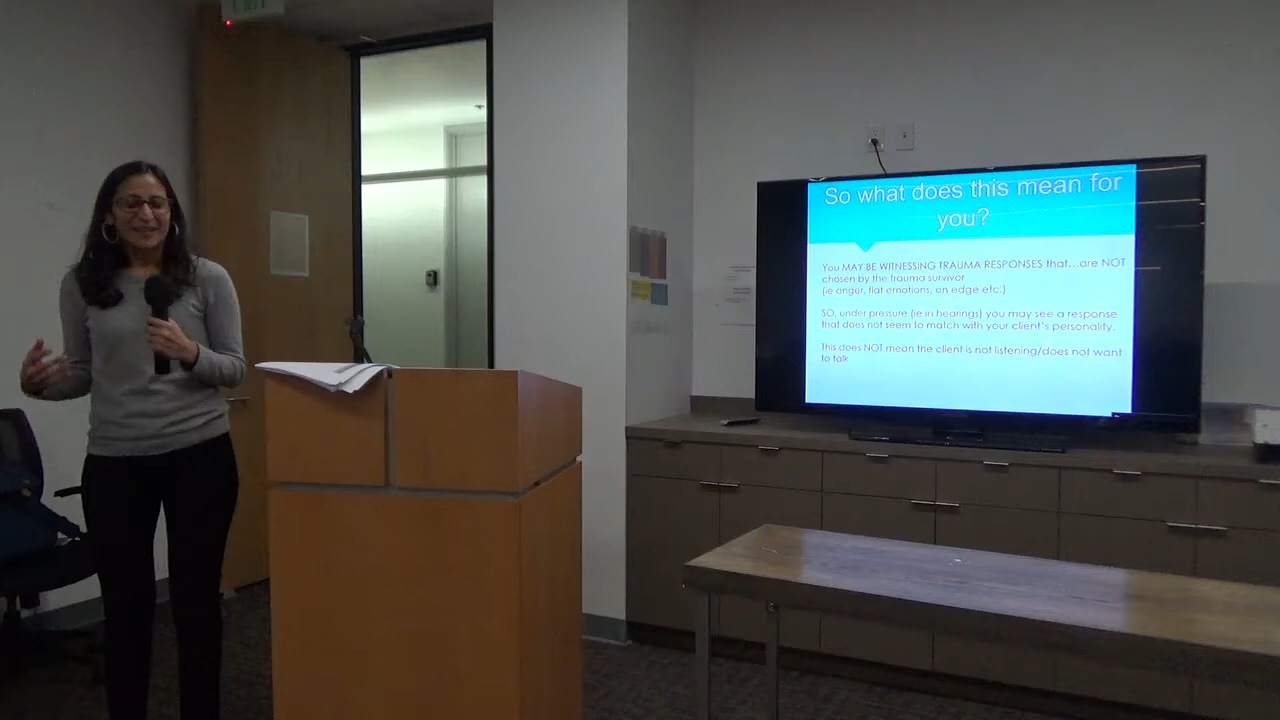 EXIT
So what does this mean for
you?
You MAY BE WITNESSING TRAUMA RESPONSES that...are NOT
chosen by the trauma survivor
(ie anger, flat emotions, on edge etc.)
SO, under pressure (ie in hearings) you may see a response
that does not seem to match with your client's personality.
This does NOT mean the client is not listening/does not want
to talk